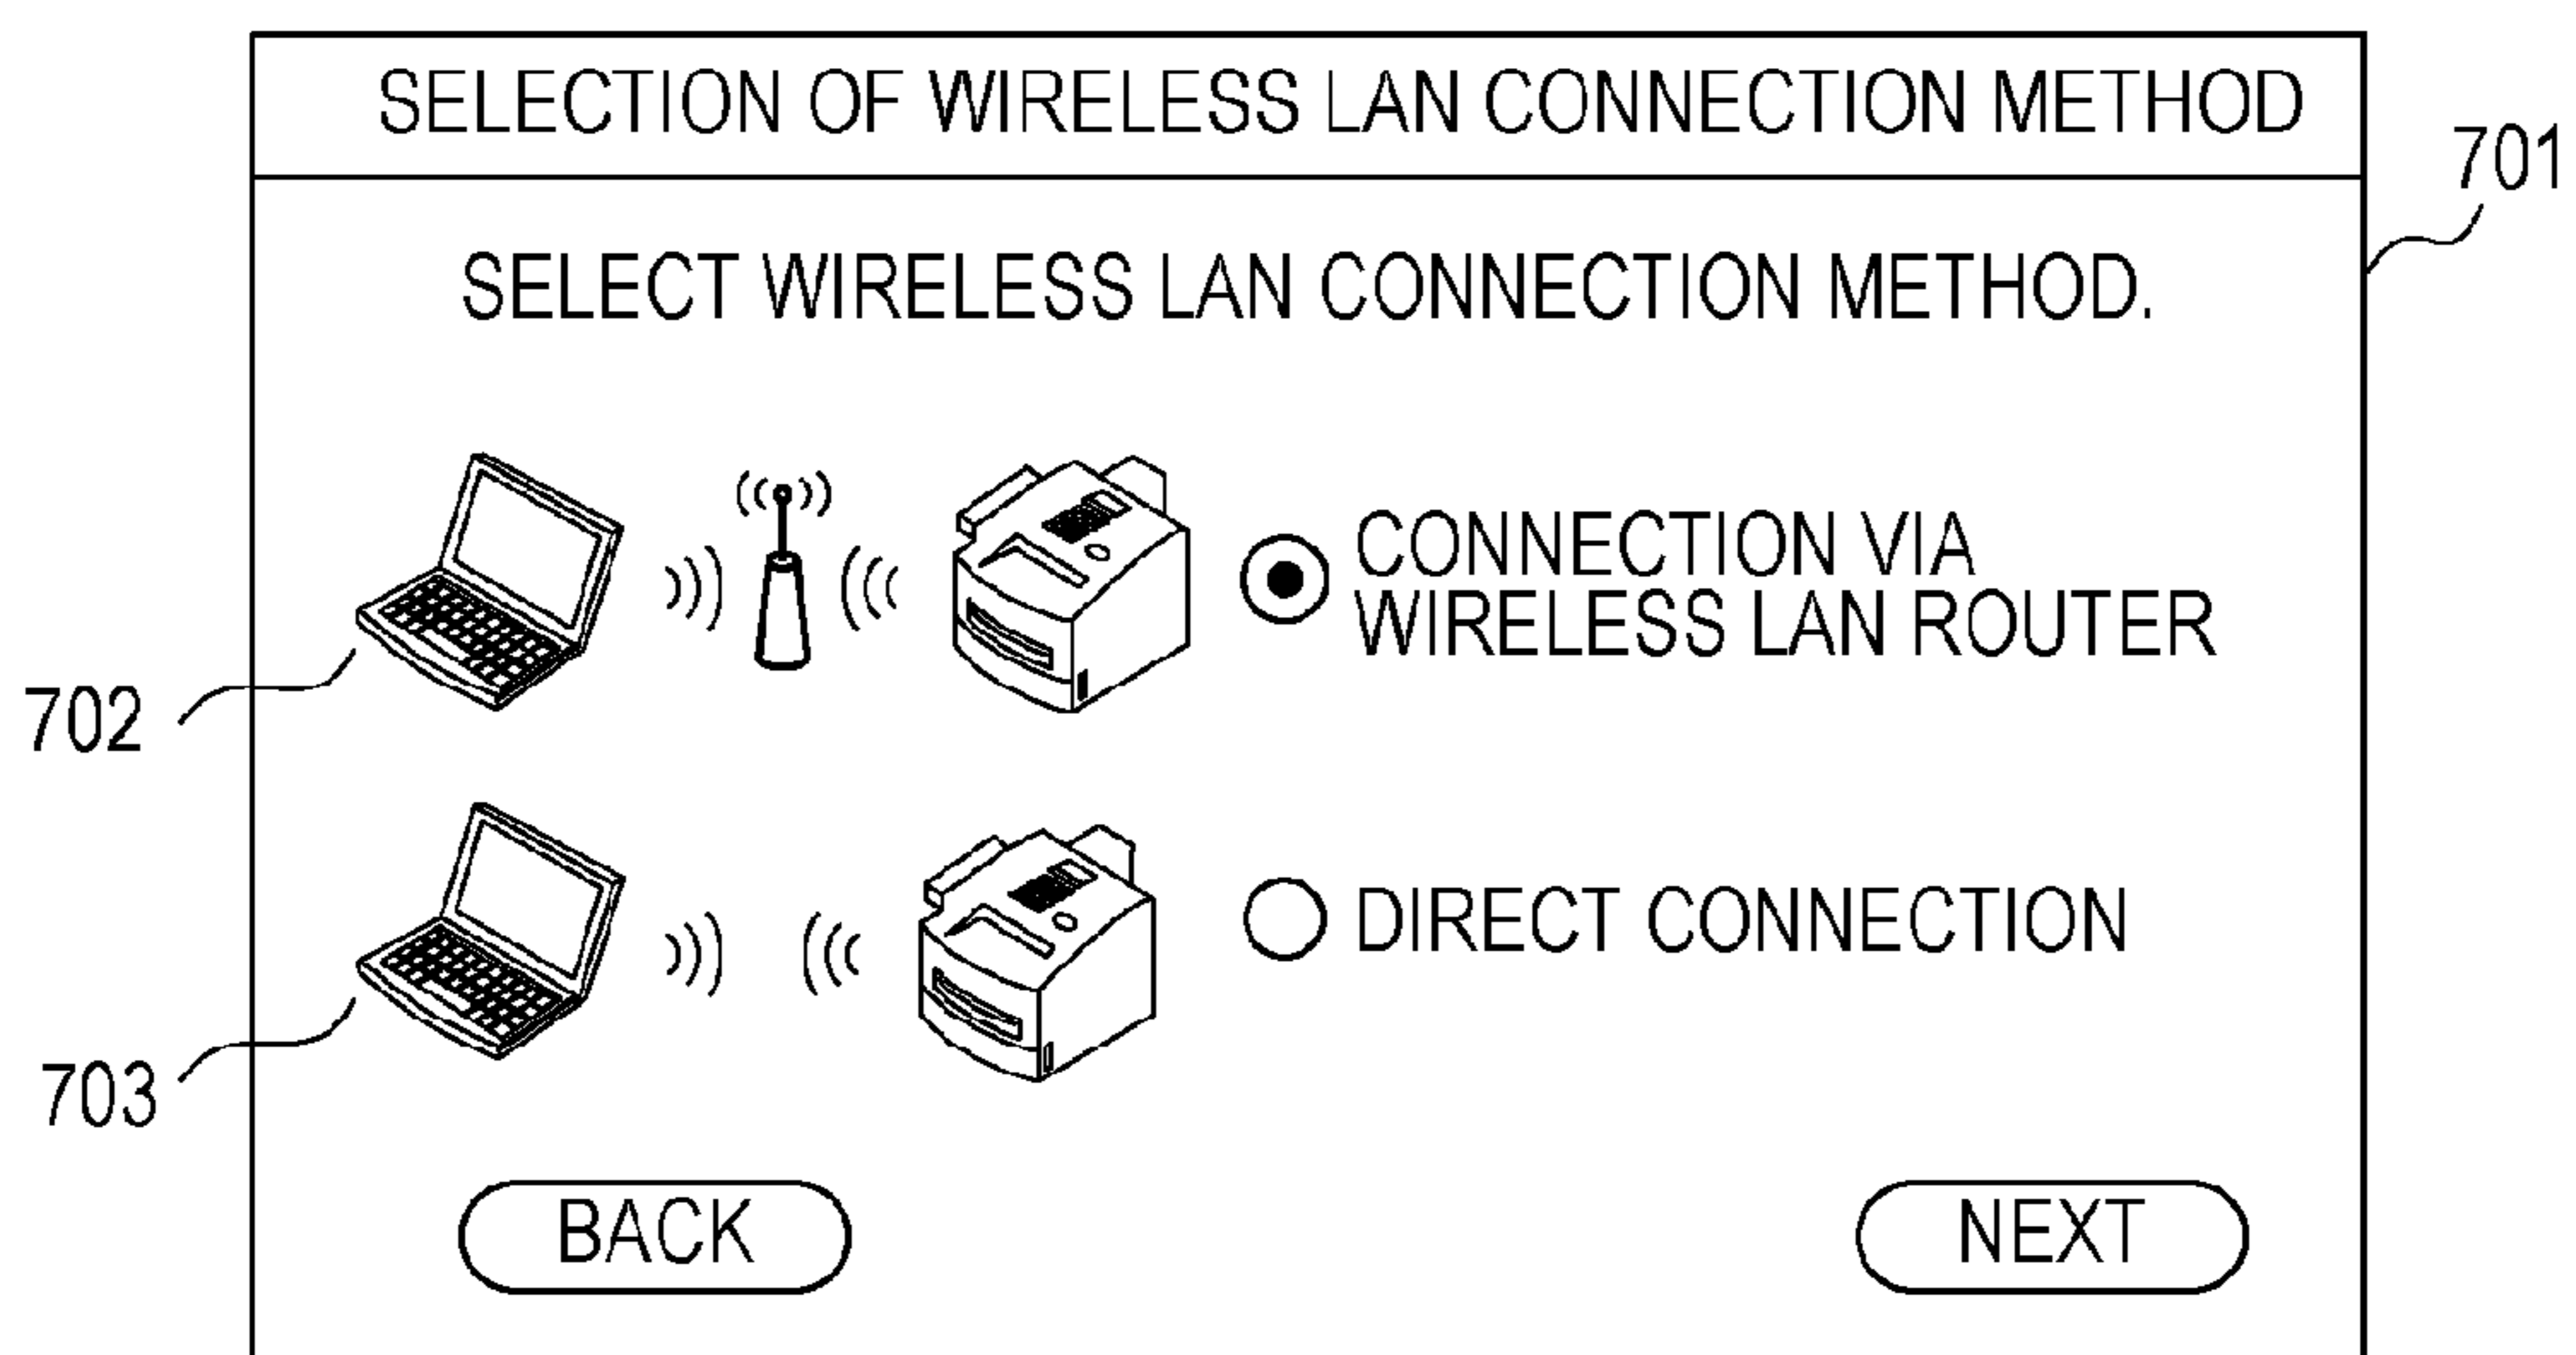 SELECTION OF WIRELESS LAN CONNECTION METHOD
701
SELECT WIRELESS LAN CONNECTION METHOD.
CONNECTION VIA
WIRELESS LAN ROUTER
702
DIRECT CONNECTION
703
BACK
NEXT